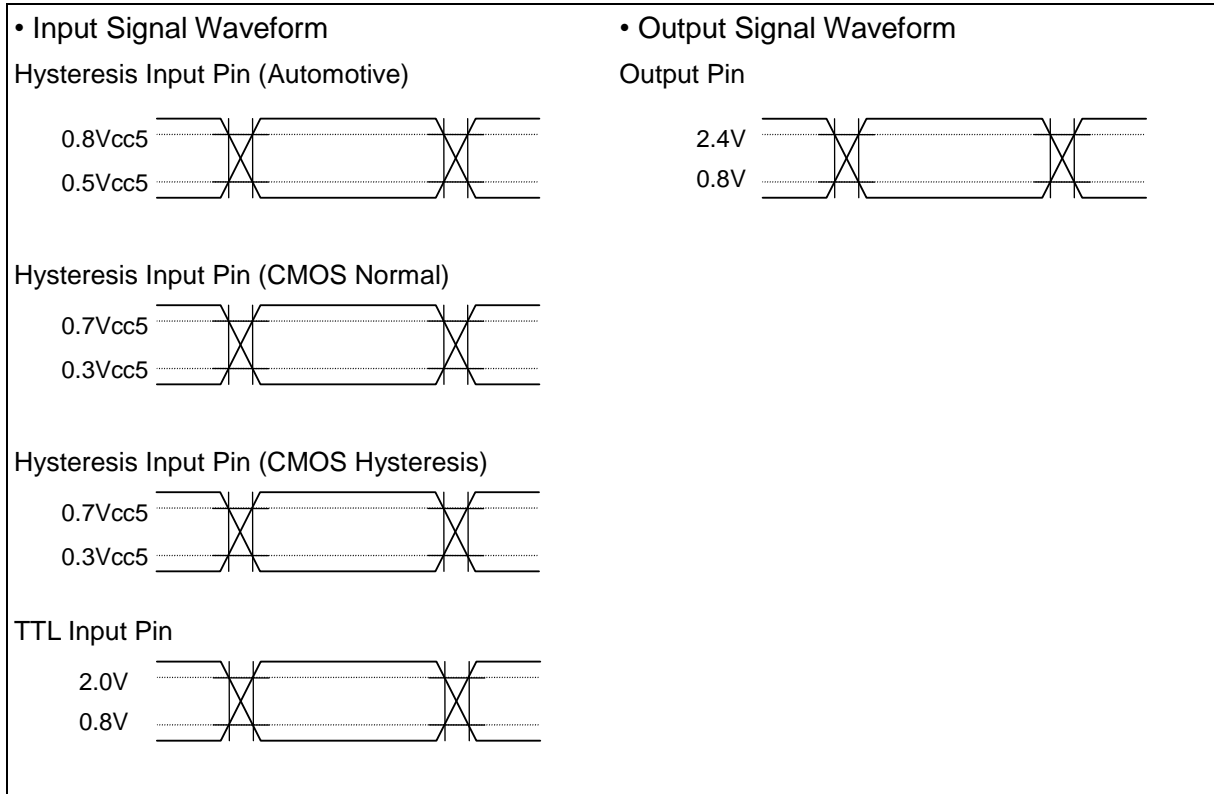 • Input Signal Waveform
Hysteresis Input Pin (Automotive)
0.8Vcc5
0.5Vcc5
Hysteresis Input Pin (CMOS Normal)
0.7Vcc5
0.3Vcc5
Hysteresis Input Pin (CMOS Hysteresis)
0.7Vcc5
0.3Vcc5
TTL Input Pin
2.0V
0.8V
• Output Signal Waveform
Output Pin
2.4V
0.8V